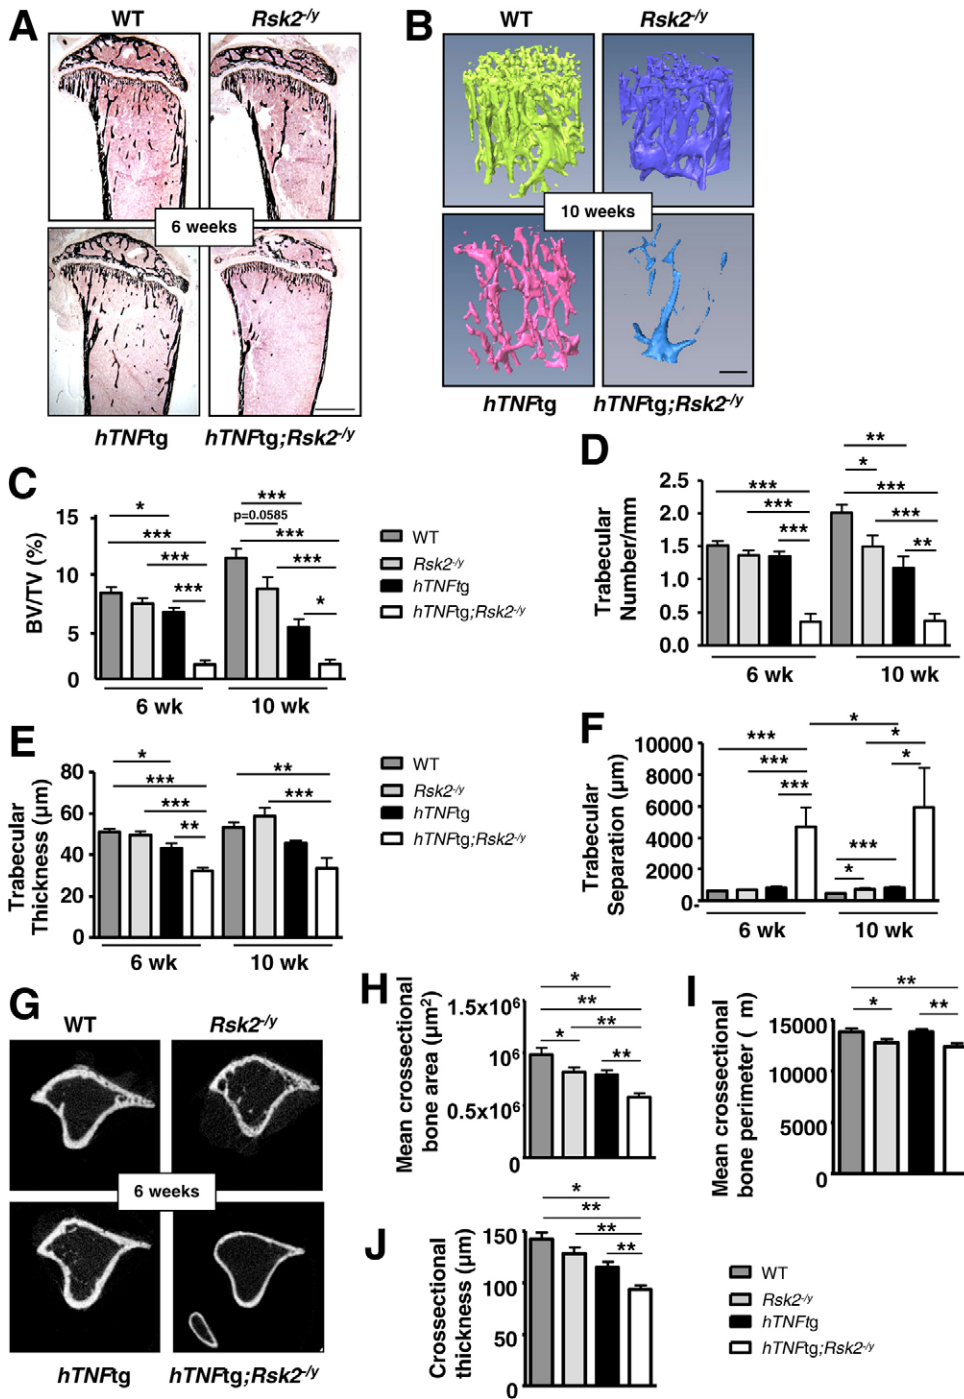 A
WT
Rsk2-/y
6 weeks
hTNFtg
hTNFtg;Rsk2-/y
B
WT
Rsk2-/y
10 weeks
hTNFtg
hTNFtg;Rsk2-/y
C
BV/TV (%)
15
10
5
0
*
***
***
***
***
p=0.0585
***
***
*
6 wk
10 wk
WT
Rsk2-/y
hTNFtg
hTNFtg;Rsk2-/y
D
Trabecular
Number/mm
2.5
2.0
1.5
1.0
0.5
0.0
***
***
***
**
*
***
***
**
6 wk
10 wk
E
Trabecular
Thickness (µm)
80
60
40
20
0
*
***
***
**
**
***
6 wk
10 wk
WT
Rsk2-/y
hTNFtg
hTNFtg;Rsk2-/y
F
Trabecular
Separation (µm)
10000
8000
6000
4000
2000
0
***
***
***
*
*
*
***
*
6 wk
10 wk
G
WT
Rsk2-/y
6 weeks
hTNFtg
hTNFtg;Rsk2-/y
H
Mean crossectional
bone area (µm2)
1.5x106
106
0.5x106
0
*
**
**
*
**
I
Mean crossectional
bone perimeter ( m)
15000
10000
5000
0
**
*
**
J
Crossectional
thickness (µm)
150
100
50
0
*
**
**
**
WT
Rsk2-/y
hTNFtg
hTNFtg;Rsk2-/y